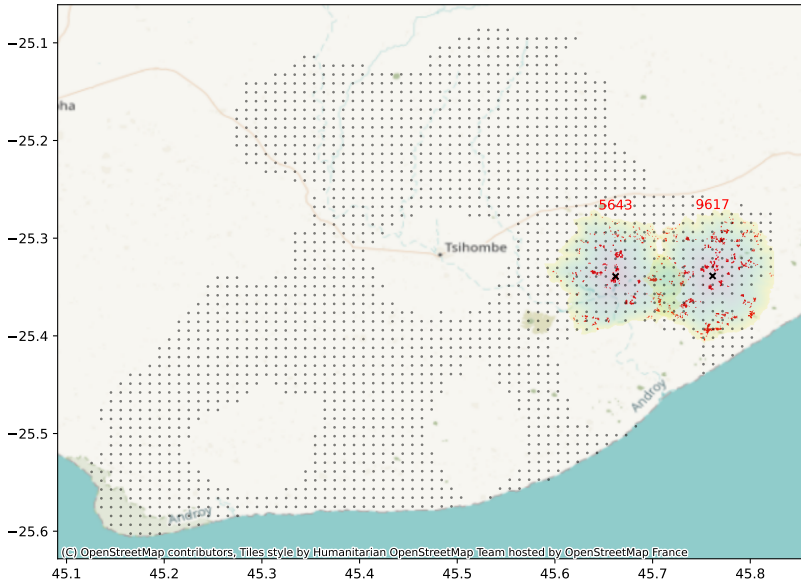 −25.1
−25.2
−25.3
−25.4
−25.5
−25.6
ha
5643
9617
Tsihombe
Androy
Androy
(C) OpenStreetMap contributors, Tiles style by Humanitarian OpenStreetMap Team hosted by OpenStreetMap France
45.1 45.2 45.3 45.4 45.5 45.6 45.7 45.8